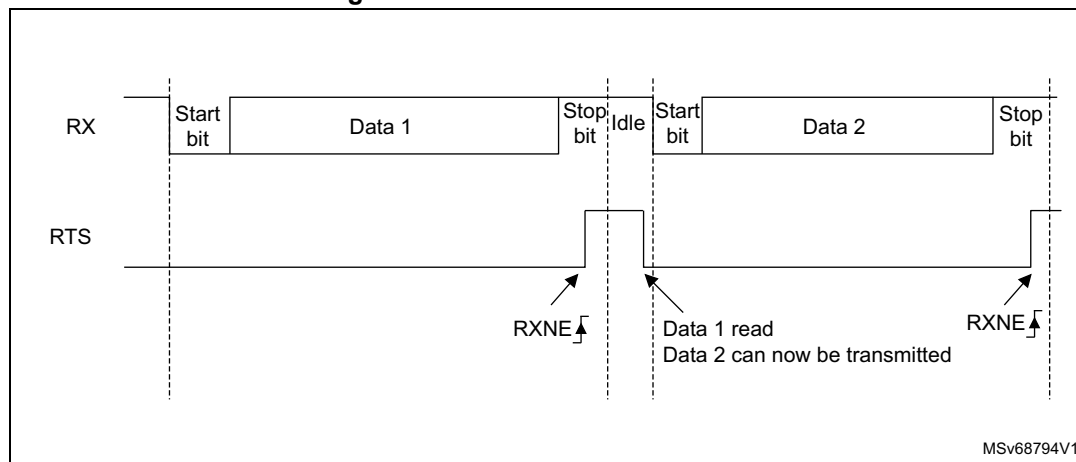 RX
Start bit
Data 1
Stop bit
Idle
Start bit
Data 2
Stop bit
RTS
RXNE
Data 1 read
Data 2 can now be transmitted
RXNE
MSv68794V1